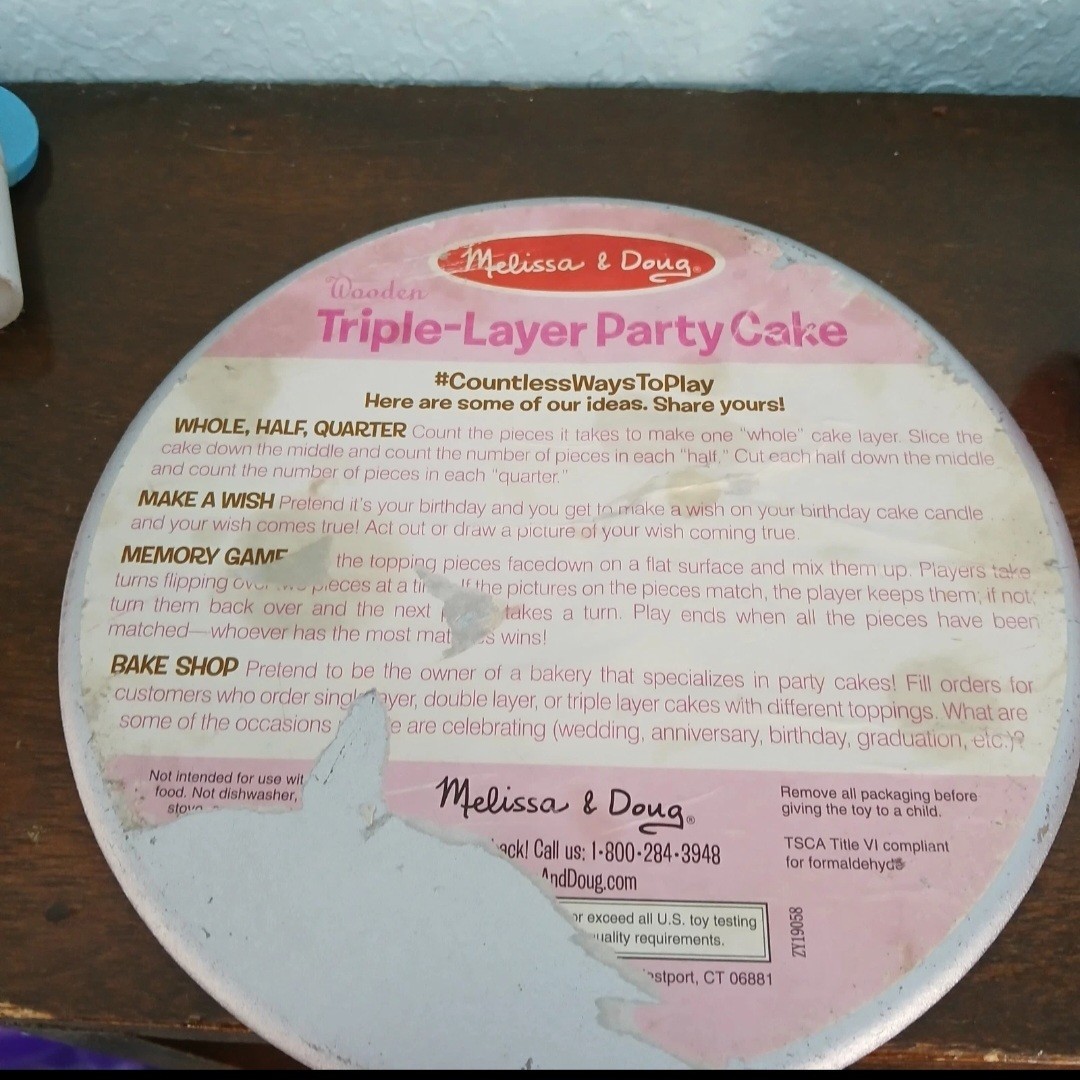 Melissa & Doug®
Wooden
Triple-Layer Party Cake
#CountlessWaysToPlay
Here are some of our ideas. Share yours!
WHOLE, HALF, QUARTER Count the pieces it takes to make one "whole" cake layer. Slice the
cake down the middle and count the number of pieces in each "half." Cut each half down the middle
and count the number of pieces in each "quarter."
MAKE A WISH Pretend it's your birthday and you get to make a wish on your birthday cake candle
and your wish comes true! Act out or draw a picture of your wish coming true.
MEMORY GAME the topping pieces facedown on a flat surface and mix them up. Players take
turns flipping pieces at a If the pictures on the pieces match, the player keeps them; if not,
turn them back over and the next takes a turn. Play ends when all the pieces have been
matched—whoever has the most wins!
BAKE SHOP Pretend to be the owner of a bakery that specializes in party cakes! Fill orders for
customers who order layer, double layer, or triple layer cakes with different toppings. What are
some of the occasions are celebrating (wedding, anniversary, birthday, graduation, etc.)?
Not intended for use
food. Not dishwasher,
Melissa & Doug®
Call us: 1-800-284-3948
AndDoug.com
or exceed all U.S. toy testing
requirements.
CT 06881
Remove all packaging before
giving the toy to a child.
TSCA Title VI compliant
for formaldehyde
ZY19058